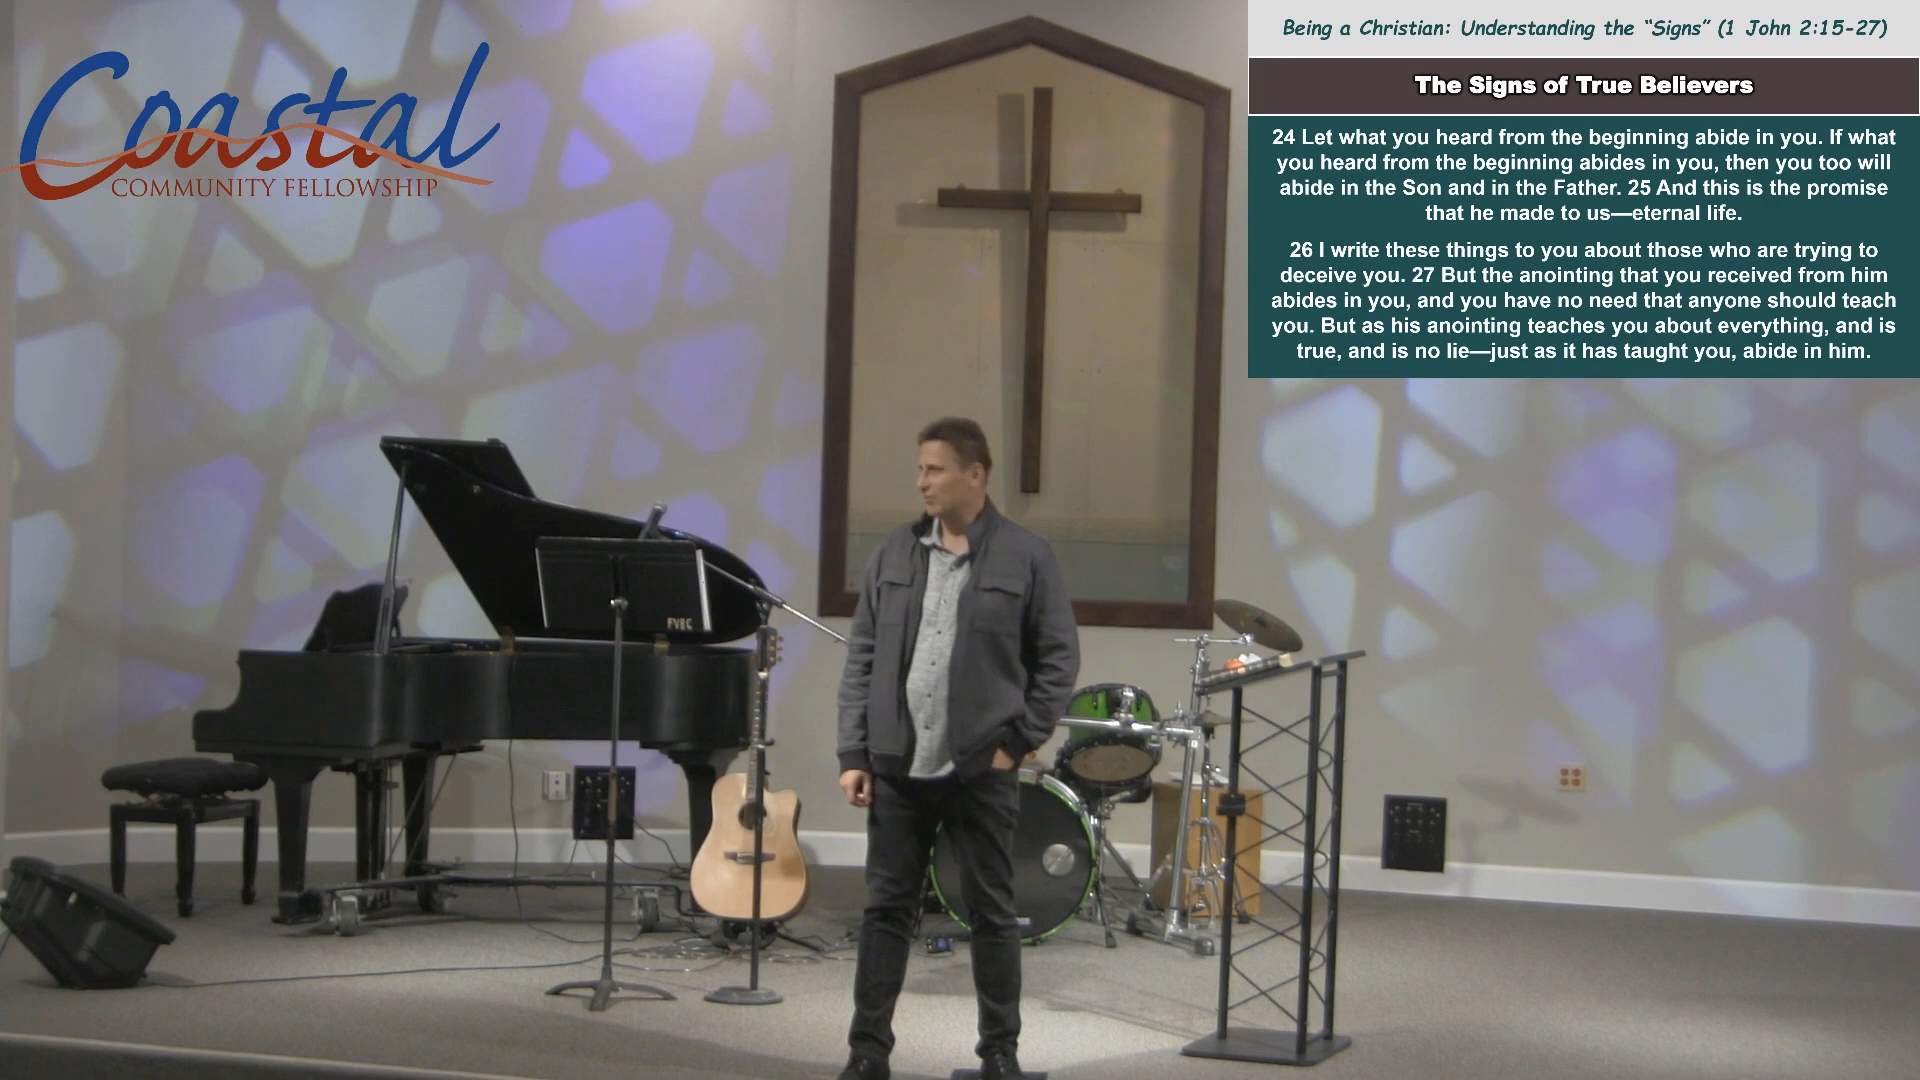 Coastal
COMMUNITY FELLOWSHIP
Being a Christian: Understanding the “Signs” (1 John 2:15-27)
The Signs of True Believers
24 Let what you heard from the beginning abide in you. If what
you heard from the beginning abides in you, then you too will
abide in the Son and in the Father. 25 And this is the promise
that he made to us—eternal life.
26 I write these things to you about those who are trying to
deceive you. 27 But the anointing that you received from him
abides in you, and you have no need that anyone should teach
you. But as his anointing teaches you about everything, and is
true, and is no lie—just as it has taught you, abide in him.
FVBC